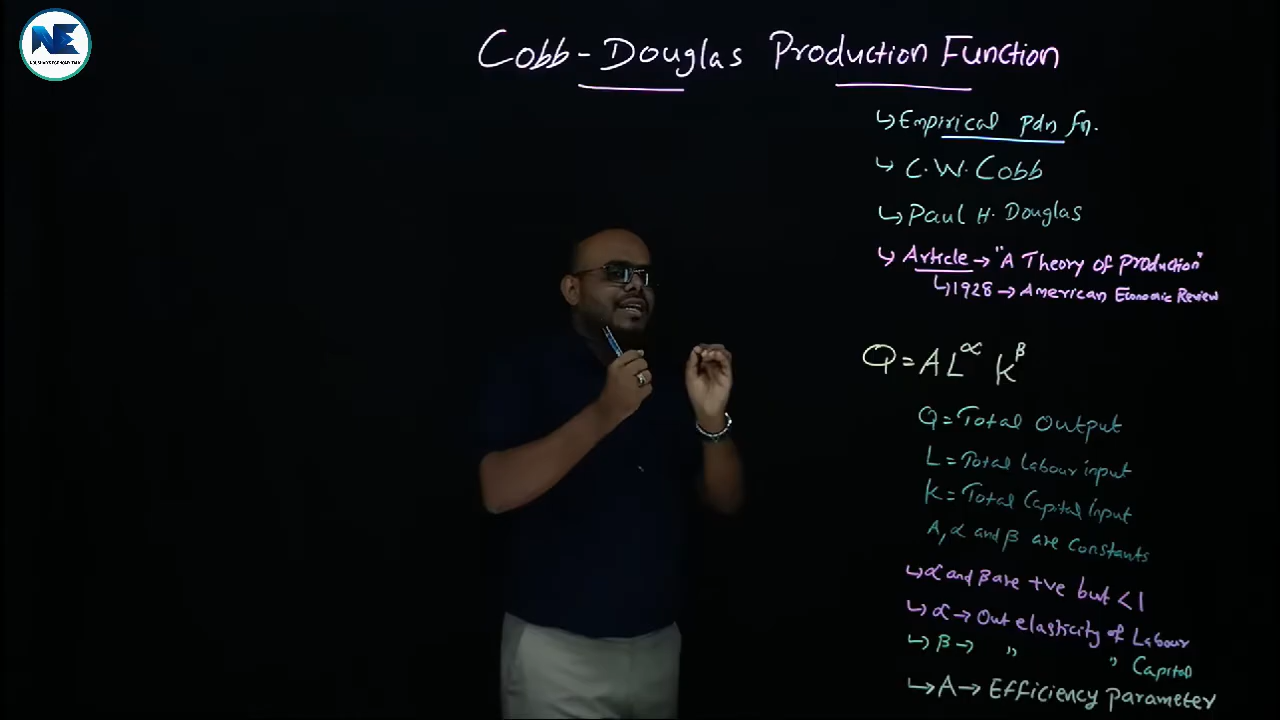 NE
Cobb-Douglas Production Function
↳ Empirical Pdn fn.
↳ C.W. Cobb
↳ Paul H. Douglas
↳ Article → "A Theory of Production"
↳ 1928 → American Economic Review
Q = A L^α K^β
Q = Total Output
L = Total Labour input
K = Total Capital input
A, α and β are constants
↳ α and β are +ve but < 1
↳ α → Out elasticity of Labour
↳ β → " " Capital
↳ A → Efficiency Parameter